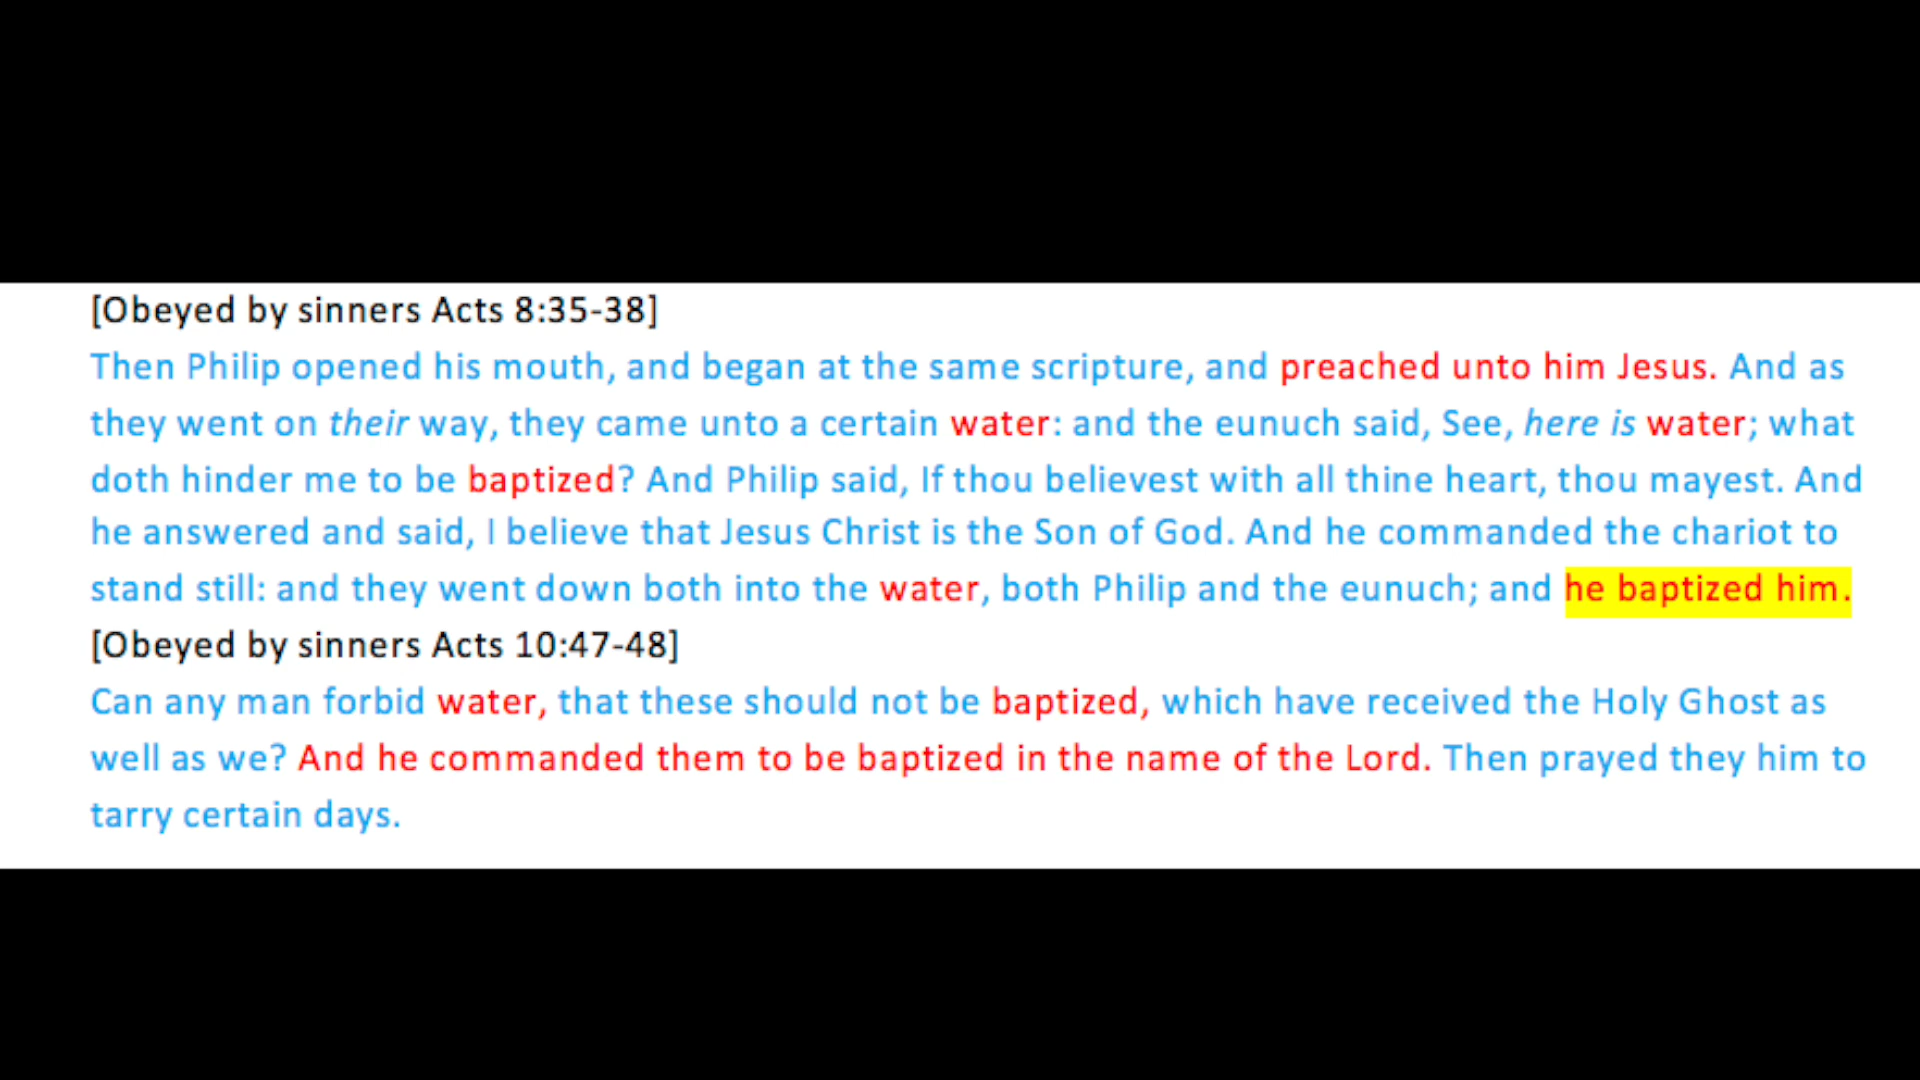 [Obeyed by sinners Acts 8:35-38]
Then Philip opened his mouth, and began at the same scripture, and preached unto him Jesus. And as
they went on their way, they came unto a certain water: and the eunuch said, See, here is water; what
doth hinder me to be baptized? And Philip said, If thou believest with all thine heart, thou mayest. And
he answered and said, I believe that Jesus Christ is the Son of God. And he commanded the chariot to
stand still: and they went down both into the water, both Philip and the eunuch; and he baptized him.
[Obeyed by sinners Acts 10:47-48]
Can any man forbid water, that these should not be baptized, which have received the Holy Ghost as
well as we? And he commanded them to be baptized in the name of the Lord. Then prayed they him to
tarry certain days.